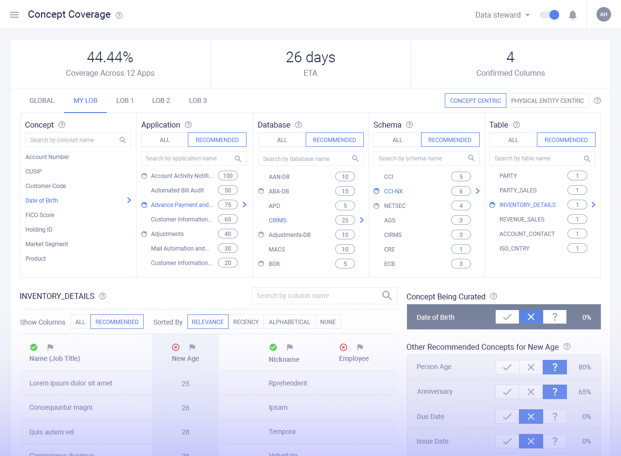 Concept Coverage
Data steward
AH
44.44%
Coverage Across 12 Apps
26 days
ETA
4
Confirmed Columns
GLOBAL MY LOB LOB 1 LOB 2 LOB 3
CONCEPT CENTRIC PHYSICAL ENTITY CENTRIC
Concept
Search by concept name
Account Number
CUSIP
Customer-Code
Date of Birth
FICO Score
Holding ID
Market Segment
Product
Application
ALL RECOMMENDED
Search by application name
Account Activity Notifi... 100
Automated Bill Audit 50
Advance Payment and... 75
Customer Information... 65
Adjustments 40
Mail Automation and... 30
Customer Information... 20
Database
ALL RECOMMENDED
Search by database name
AAN-DB 10
ABA-DB 15
APD 5
CIRMS 25
Adjustments-DB 10
MACS 10
BDR 5
Schema
ALL RECOMMENDED
Search by schema name
CCI 5
CCI-NX 6
NETSEC 4
AGS 3
CIRMS 3
CRE 1
ECB 3
Table
ALL RECOMMENDED
Search by table name
PARTY 1
PARTY_SALES 1
INVENTORY_DETAILS 1
REVENUE_SALES 1
ACCOUNT_CONTACT 1
ISO_CNTRY 1
INVENTORY_DETAILS
Search by column name
Show Columns ALL RECOMMENDED Sorted By RELEVANCE RECENCY ALPHABETICAL NONE
Name (Job Title) New Age Nickname Employee
Lorem ipsum dolor sit amet 25 Rprehenderit
Consequuntur magni 26 Ipsam
Quis autem vel 28 Tempora
Concept Being Curated
Date of Birth 0%
Other Recommended Concepts for New Age
Person Age 80%
Anniversary 65%
Due Date 0%
Issue Date 0%